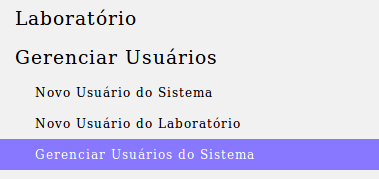 Laboratório
Gerenciar Usuários
Novo Usuário do Sistema
Novo Usuário do Laboratório
Gerenciar Usuários do Sistema